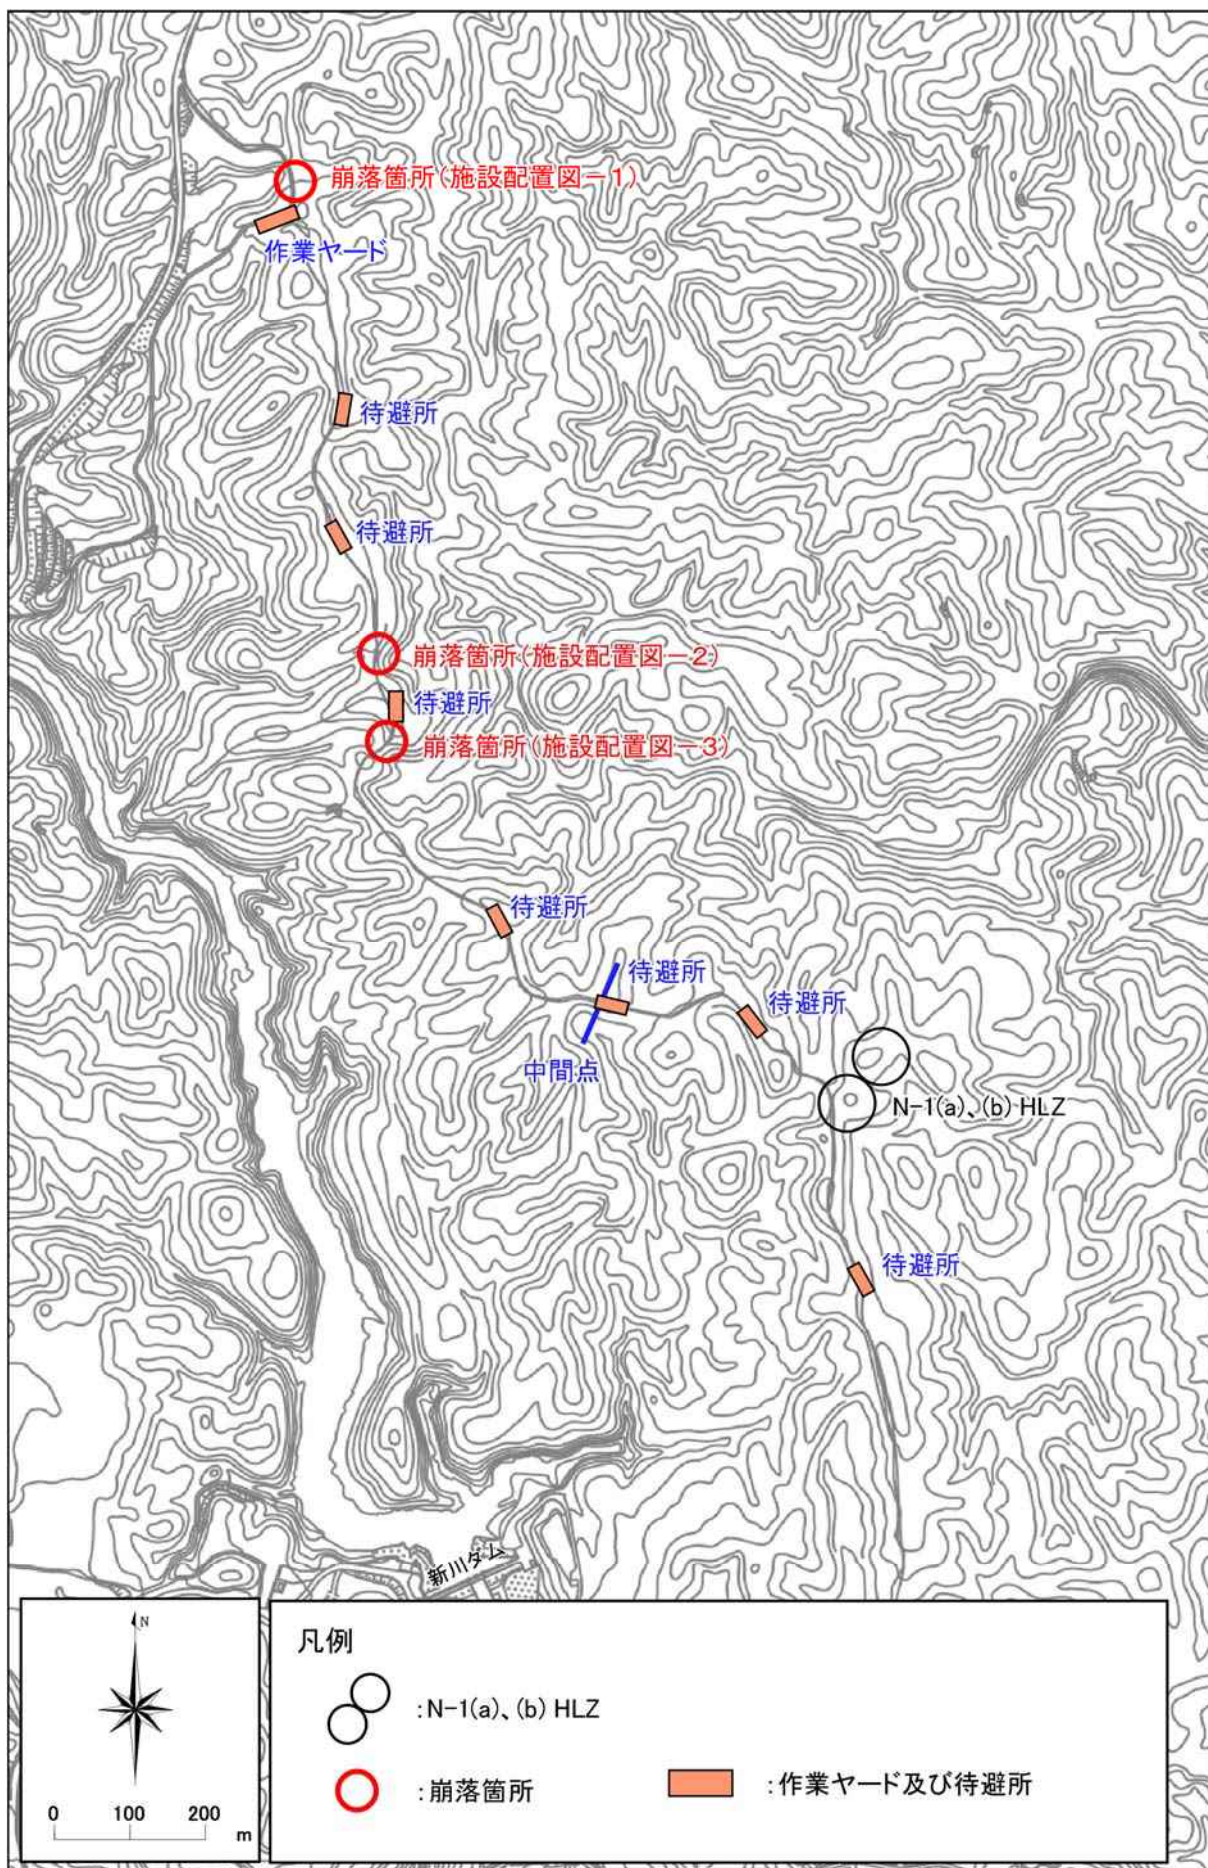 崩落箇所(施設配置図－1)
作業ヤード
待避所
待避所
崩落箇所(施設配置図－2)
待避所
崩落箇所(施設配置図－3)
待避所
待避所
待避所
中間点
N-1(a)、(b) HLZ
待避所
新川ダム
N
0 100 200
m
凡例
:N-1(a)、(b) HLZ
:崩落箇所
:作業ヤード及び待避所